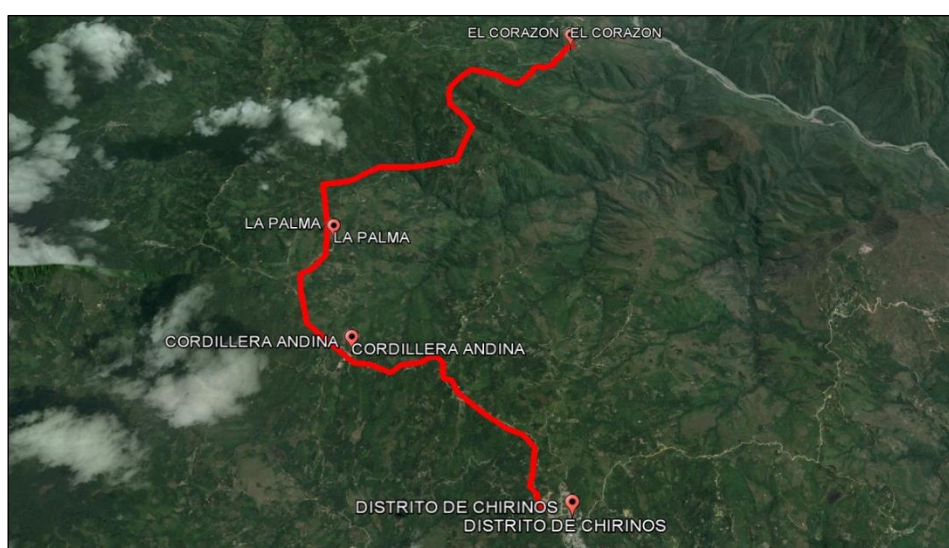 EL CORAZON EL CORAZON
LA PALMA
LA PALMA
CORDILLERA ANDINA
CORDILLERA ANDINA
DISTRITO DE CHIRINOS
DISTRITO DE CHIRINOS